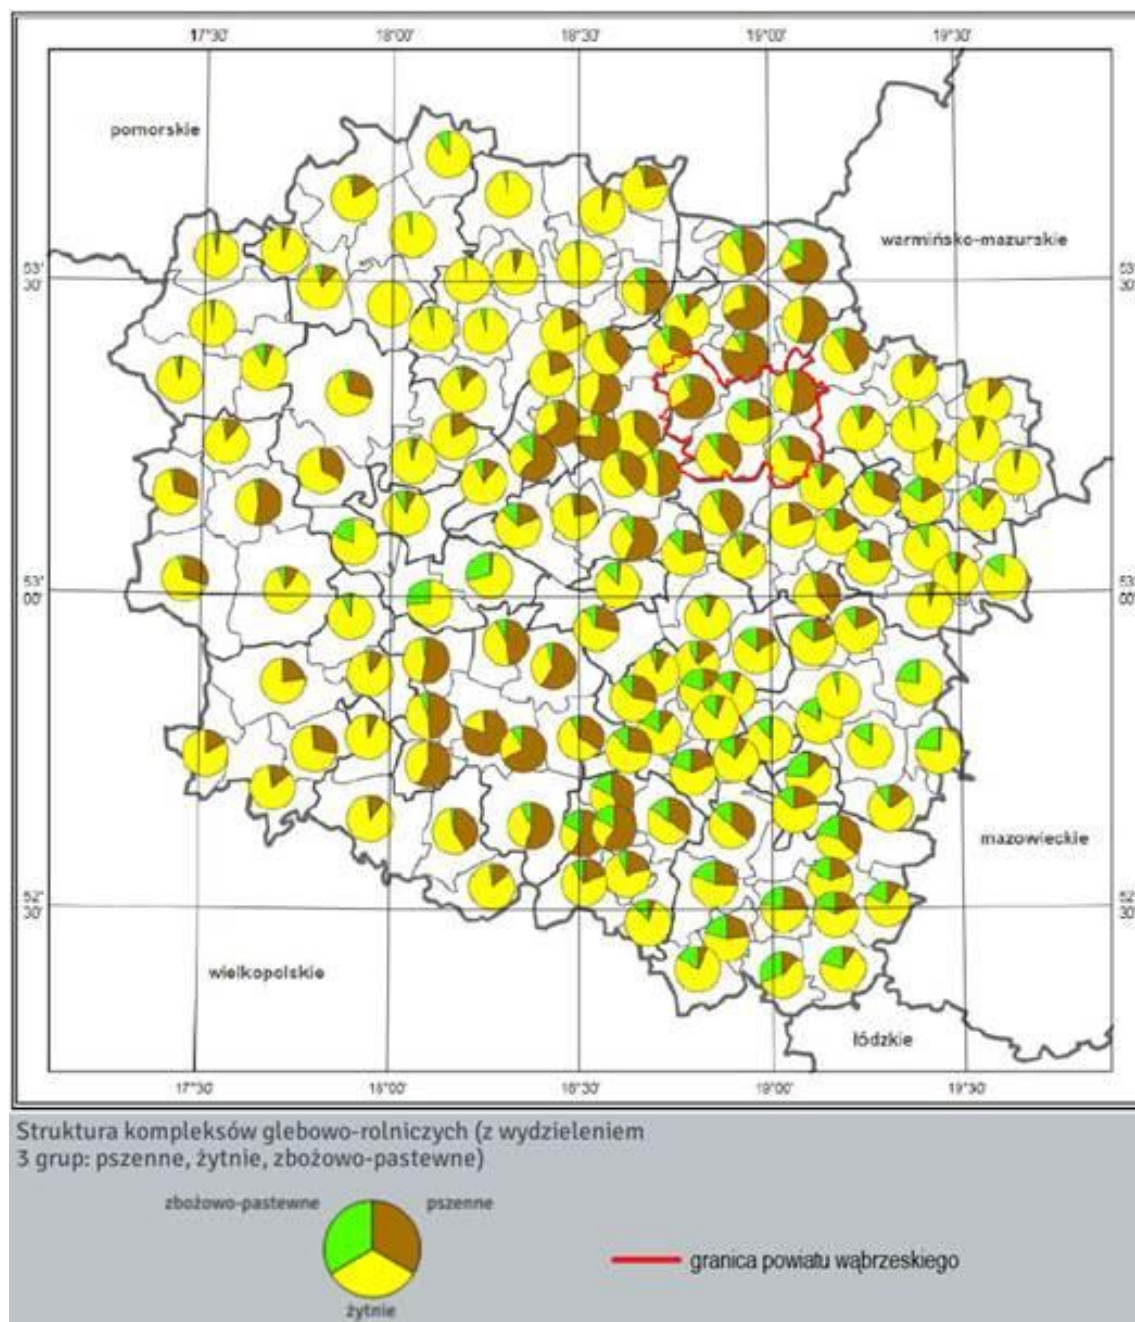 17°30' 18°00' 18°30' 19°00' 19°30'
pomorskie
warmińsko-mazurskie
53° 30' 53° 30'
53° 00' 53° 00'
mazowieckie
52° 30' 52° 30'
wielkopolskie
łódzkie
17°30' 18°00' 18°30' 19°00' 19°30'
Struktura kompleksów glebowo-rolniczych (z wydzieleniem
3 grup: pszenne, żytnie, zbożowo-pastewne)
zbożowo-pastewne pszenne
granica powiatu wąbrzeskiego
żytnie